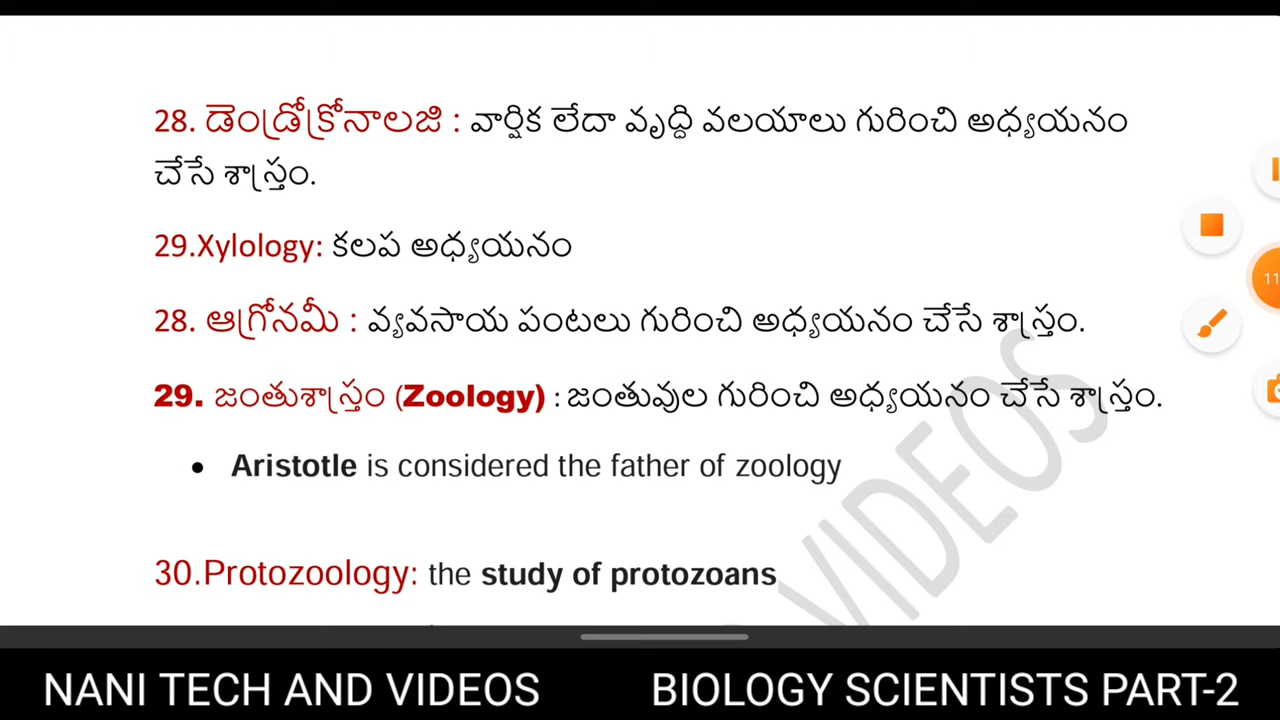 28. డెండ్రోక్రోనాలజి : వార్షిక లేదా వృద్ధి వలయాలు గురించి అధ్యయనం
చేసే శాస్త్రం.
29.Xylology: కలప అధ్యయనం
28. ఆగ్రోనమీ : వ్యవసాయ పంటలు గురించి అధ్యయనం చేసే శాస్త్రం.
29. జంతుశాస్త్రం (Zoology) : జంతువుల గురించి అధ్యయనం చేసే శాస్త్రం.
• Aristotle is considered the father of zoology
30.Protozoology: the study of protozoans
VIDEOS
11
NANI TECH AND VIDEOS
BIOLOGY SCIENTISTS PART-2